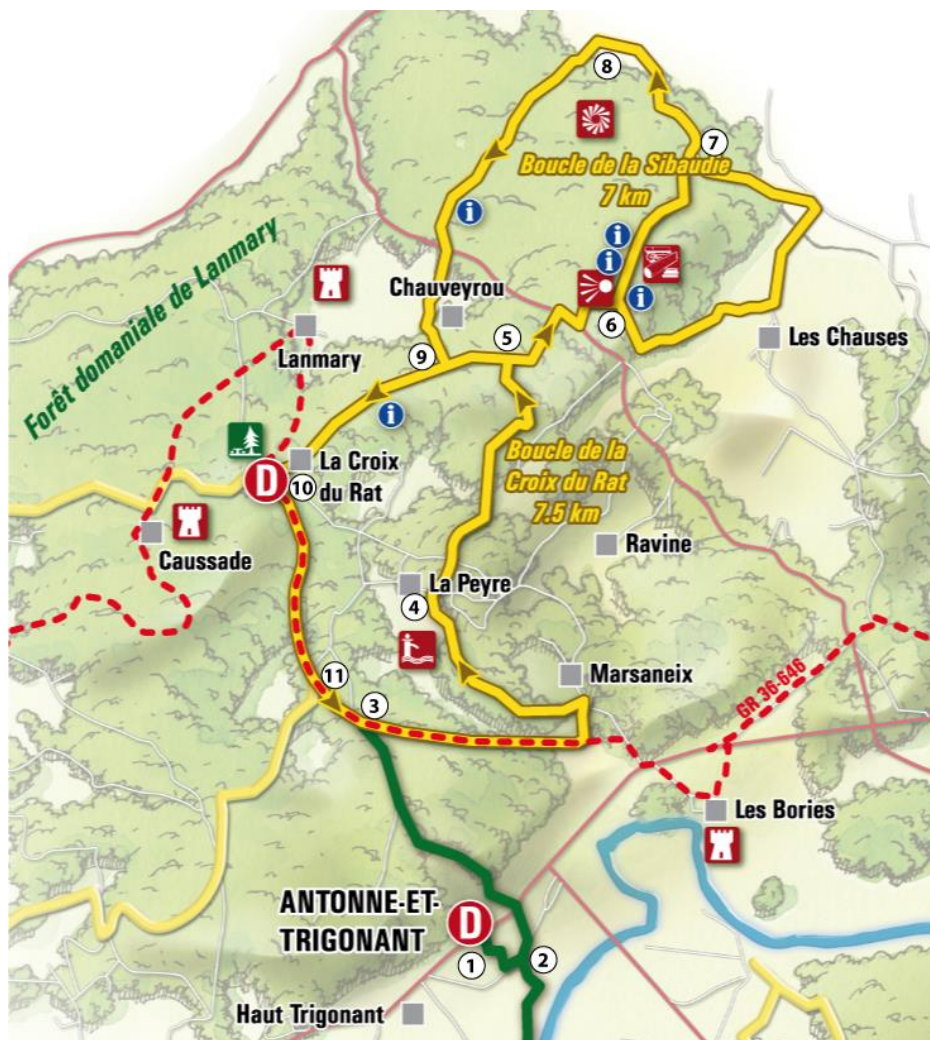 8
7
Boucle de la Sibaudie
7 km
i
i
i
i
Chauveyrou
6
Les Chauses
5
9
Lanmary
Forêt domaniale de Lanmary
i
La Croix
du Rat
D
10
Boucle de la
Croix du Rat
7.5 km
Caussade
Ravine
La Peyre
4
Marsaneix
11
3
GR 36-646
Les Bories
ANTONNE-ET-
TRIGONANT
D
1
2
Haut Trigonant